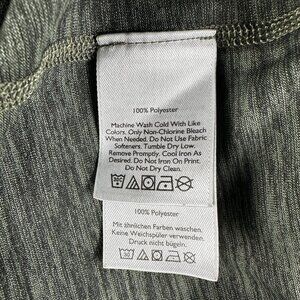 100% Polyester
Machine Wash Cold With Like
Colors. Only Non-Chlorine Bleach
When Needed. Do Not Use Fabric
Softeners. Tumble Dry Low.
Remove Promptly. Cool Iron As
Desired. Do Not Iron On Print.
Do Not Dry Clean.
100% Polyester
Mit ähnlichen Farben waschen.
Keine Weichspüler verwenden.
Druck nicht bügeln.